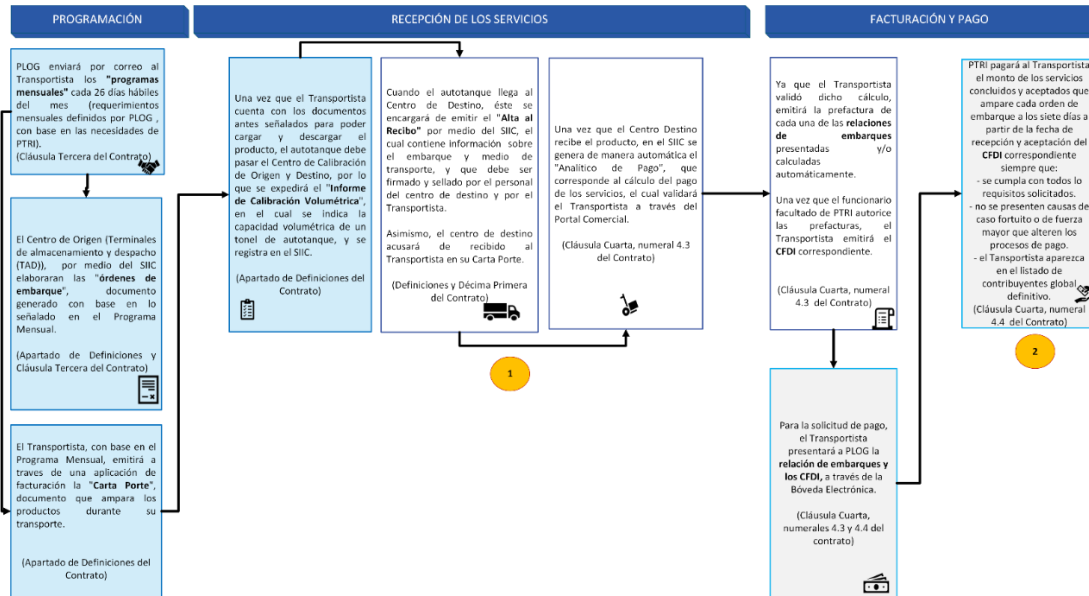 PROGRAMACIÓN
PLOG enviará por correo al
Transportista los "programas
mensuales" cada 26 días hábiles
del mes (requerimientos
mensuales definidos por PLOG ,
con base en las necesidades de
PTRI).
(Cláusula Tercera del Contrato)
El Centro de Origen (Terminales
de almacenamiento y despacho
(TAD)), por medio del SIIC
elaboraran las "órdenes de
embarque", documento
generado con base en lo
señalado en el Programa
Mensual.
(Apartado de Definiciones y
Cláusula Tercera del Contrato)
El Transportista, con base en el
Programa Mensual, emitirá a
traves de una aplicación de
facturación la "Carta Porte",
documento que ampara los
productos durante su
transporte.
(Apartado de Definiciones del
Contrato)
RECEPCIÓN DE LOS SERVICIOS
Una vez que el Transportista
cuenta con los documentos
antes señalados para poder
cargar y descargar el
producto, el autotanque debe
pasar el Centro de Calibración
de Origen y Destino, por lo
que se expedirá el "Informe
de Calibración Volumétrica",
en el cual se indica la
capacidad volumétrica de un
tonel de autotanque, y se
registra en el SIIC.
(Apartado de Definiciones del
Contrato)
Cuando el autotanque llega al
Centro de Destino, éste se
encargará de emitir el "Alta al
Recibo" por medio del SIIC, el
cual contiene información sobre
el embarque y medio de
transporte, y que debe ser
firmado y sellado por el personal
del centro de destino y por el
Transportista.
Asimismo, el centro de destino
acusará de recibido al
Transportista en su Carta Porte.
(Definiciones y Décima Primera
del Contrato)
Una vez que el Centro Destino
recibe el producto, en el SIIC se
genera de manera automática el
"Analítico de Pago", que
corresponde al cálculo del pago
de los servicios, el cual validará
el Transportista a través del
Portal Comercial.
(Cláusula Cuarta, numeral 4.3
del Contrato)
1
FACTURACIÓN Y PAGO
Ya que el Transportista
validó dicho cálculo,
emitirá la prefactura de
cada una de las relaciones
de embarques
presentadas y/o
calculadas
automáticamente.
Una vez que el funcionario
facultado de PTRI autorice
las prefacturas, el
Transportista emitirá el
CFDI correspondiente.
(Cláusula Cuarta, numeral
4.3 del Contrato)
Para la solicitud de pago,
el Transportista
presentará a PLOG la
relación de embarques y
los CFDI, a través de la
Bóveda Electrónica.
(Cláusula Cuarta,
numerales 4.3 y 4.4 del
contrato)
PTRI pagará al Transportista
el monto de los servicios
concluidos y aceptados que
ampare cada orden de
embarque a los siete días a
partir de la fecha de
recepción y aceptación del
CFDI correspondiente
siempre que:
- se cumpla con todos lo
requisitos solicitados.
- no se presenten causas de
caso fortuito o de fuerza
mayor que alteren los
procesos de pago.
- el Tansportista aparezca
en el listado de
contribuyentes global
definitivo.
(Cláusula Cuarta, numeral
4.4 del Contrato)
2